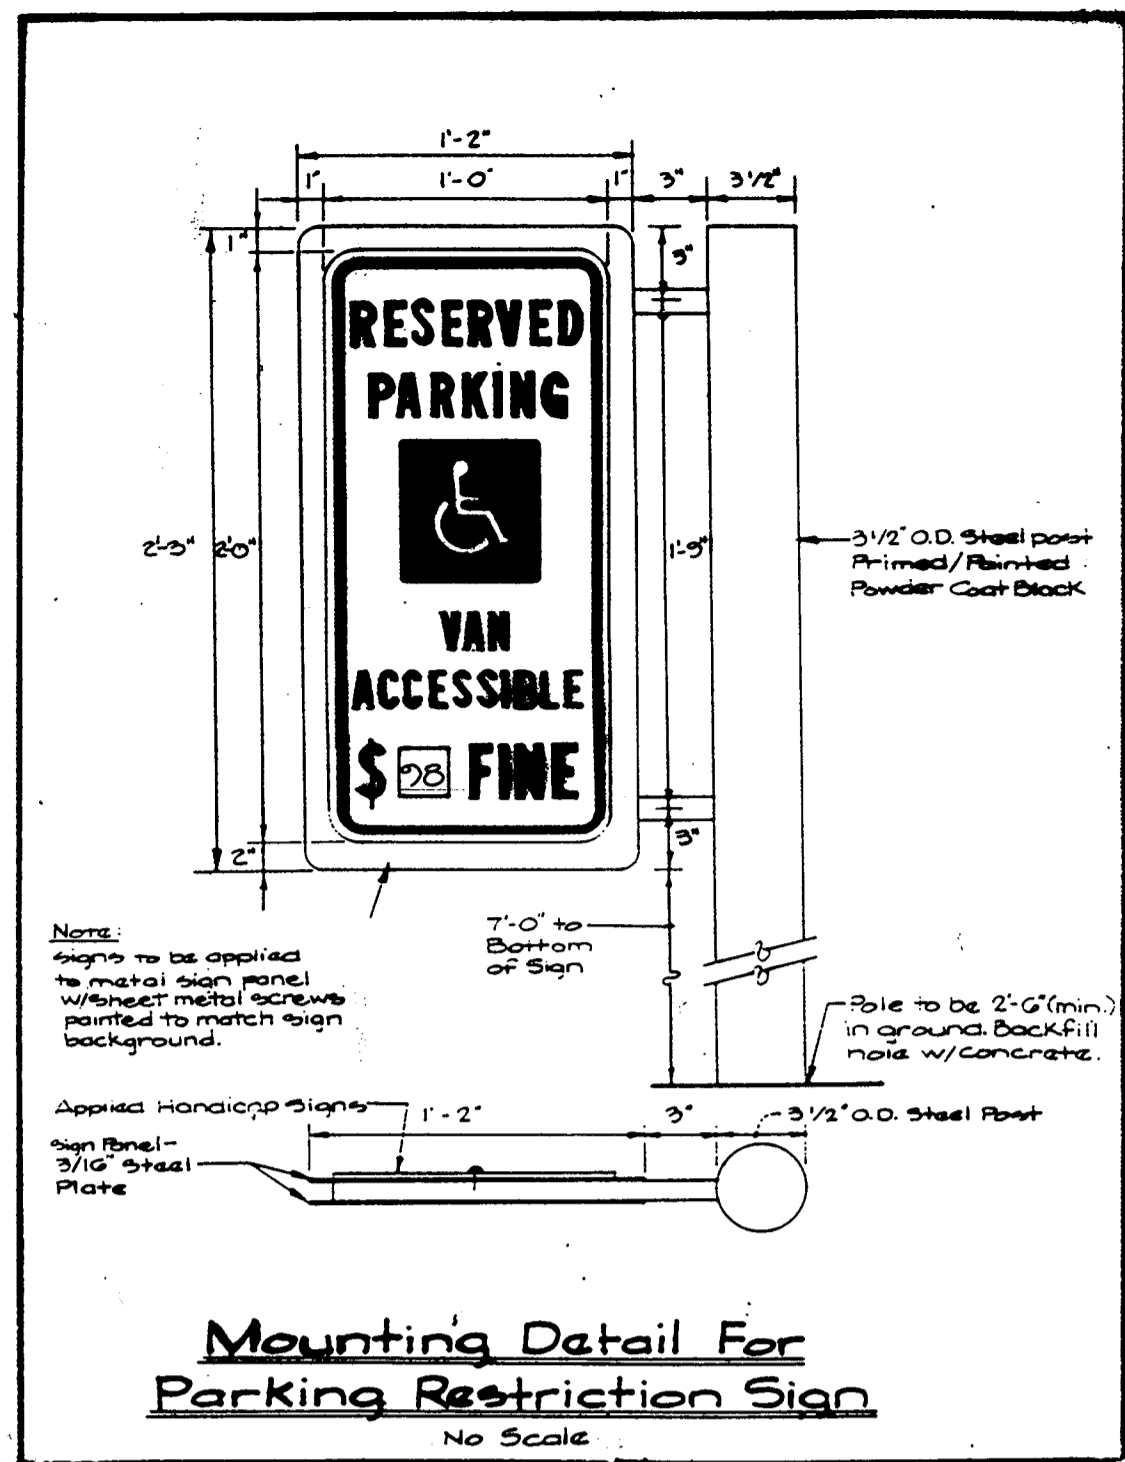 1'-2"
1" 1'-0" 1" 3" 3 1/2"
1"
3"
RESERVED
PARKING
2'-3" 2'0"
1'-9"
3 1/2" O.D. Steel post
Primed/Painted
Powder Coat Black
VAN
ACCESSIBLE
$ 98 FINE
3"
2"
Note:
signs to be applied
to metal sign panel
w/sheet metal screws
painted to match sign
background.
7'-0" to
Bottom
of Sign
Pole to be 2'-6" (min.)
in ground. Backfill
hole w/concrete.
Applied Handicap Signs
1'-2"
3"
3 1/2" O.D. Steel Post
Sign Panel-
3/16" Steel
Plate
Mounting Detail For
Parking Restriction Sign
No Scale